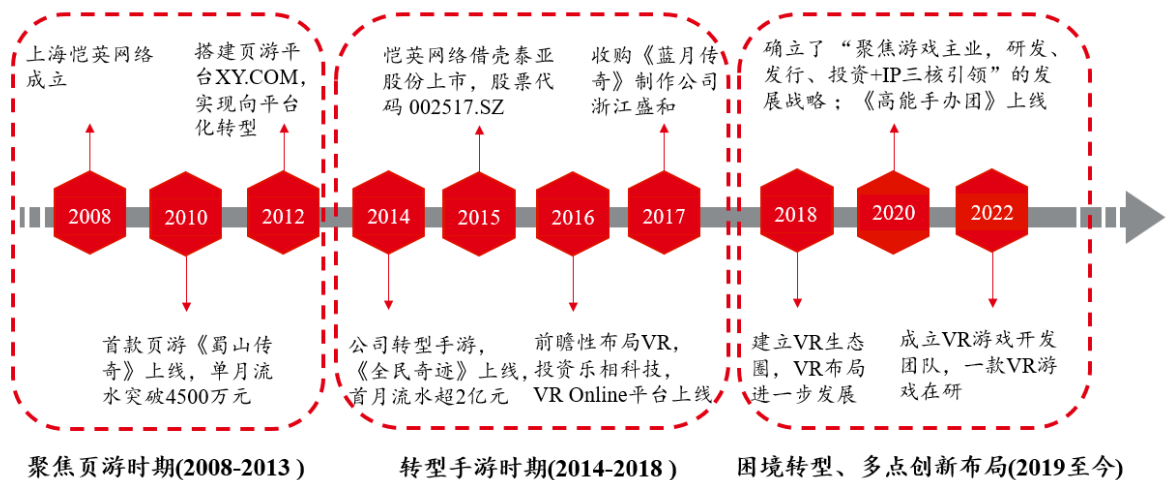 上海恺英网络
成立
搭建页游平
台XY.COM，
实现向平台
化转型
恺英网络借壳泰亚
股份上市，股票代
码 002517.SZ
收购《蓝月传
奇》制作公司
浙江盛和
确立了 “聚焦游戏主业，研发、
发行、投资+IP三核引领” 的发
展战略 ；《高能手办团》上线
2008
2010
2012
2014
2015
2016
2017
2018
2020
2022
首款页游《蜀山传
奇》上线，单月流
水突破4500万元
公司转型手游，
《全民奇迹》上线，
首月流水超2亿元
前瞻性布局VR，
投资乐相科技，
VR Online平台上线
建立VR生态
圈，VR布局
进一步发展
成立VR游戏开发
团队，一款VR游
戏在研
聚焦页游时期(2008-2013 )
转型手游时期(2014-2018 )
困境转型、多点创新布局(2019至今)